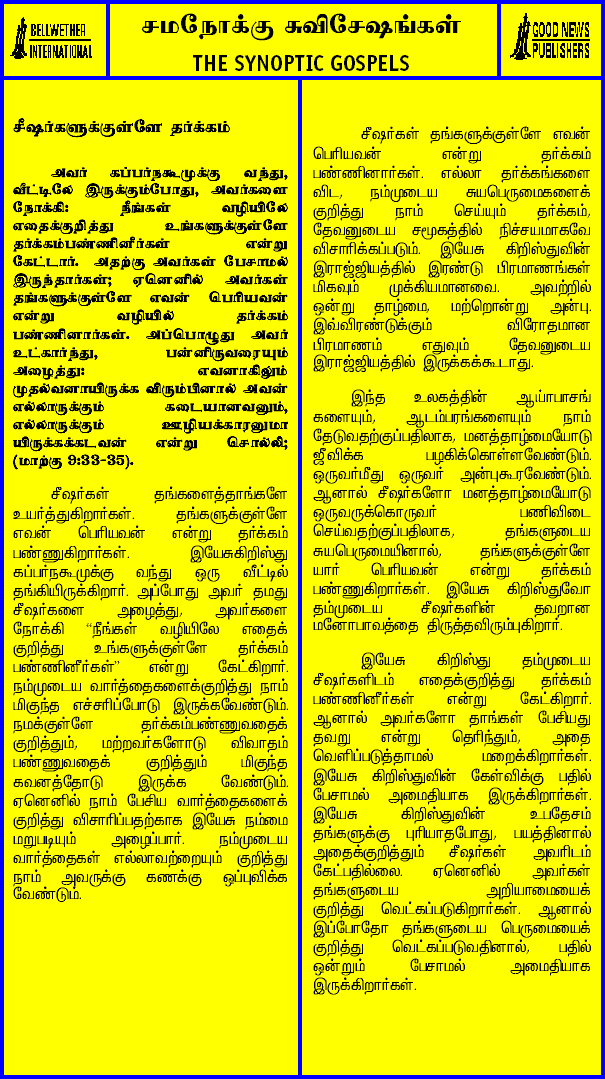 BELLWETHER
INTERNATIONAL
சமநோக்கு சுவிசேஷங்கள்
THE SYNOPTIC GOSPELS
GOOD NEWS
PUBLISHERS
சீஷர்களுக்குள்ளே தர்க்கம்
அவர் கப்பர்நகூமுக்கு வந்து,
வீட்டிலே இருக்கும்போது, அவர்களை
நோக்கி: நீங்கள் வழியிலே
எதைக்குறித்து உங்களுக்குள்ளே
தர்க்கம்பண்ணினீர்கள் என்று
கேட்டார். அதற்கு அவர்கள் பேசாமல்
இருந்தார்கள்; ஏனெனில் அவர்கள்
தங்களுக்குள்ளே எவன் பெரியவன்
என்று வழியில் தர்க்கம்
பண்ணினார்கள். அப்பொழுது அவர்
உட்கார்ந்து, பன்னிருவரையும்
அழைத்து: எவனாகிலும்
முதல்வனாயிருக்க விரும்பினால் அவன்
எல்லாருக்கும் கடையானவனும்,
எல்லாருக்கும் ஊழியக்காரனுமா
யிருக்கக்கடவன் என்று சொல்லி;
(மாற்கு 9:33-35).
சீஷர்கள் தங்களைத்தாங்களே
உயர்த்துகிறார்கள். தங்களுக்குள்ளே
எவன் பெரியவன் என்று தர்க்கம்
பண்ணுகிறார்கள். இயேசுகிறிஸ்து
கப்பர்நகூமுக்கு வந்து ஒரு வீட்டில்
தங்கியிருக்கிறார். அப்போது அவர் தமது
சீஷர்களை அழைத்து, அவர்களை
நோக்கி “நீங்கள் வழியிலே எதைக்
குறித்து உங்களுக்குள்ளே தர்க்கம்
பண்ணினீர்கள்” என்று கேட்கிறார்.
நம்முடைய வார்த்தைகளைக்குறித்து நாம்
மிகுந்த எச்சரிப்போடு இருக்கவேண்டும்.
நமக்குள்ளே தர்க்கம்பண்ணுவதைக்
குறித்தும், மற்றவர்களோடு விவாதம்
பண்ணுவதைக் குறித்தும் மிகுந்த
கவனத்தோடு இருக்க வேண்டும்.
ஏனெனில் நாம் பேசிய வார்த்தைகளைக்
குறித்து விசாரிப்பதற்காக இயேசு நம்மை
மறுபடியும் அழைப்பார். நம்முடைய
வார்த்தைகள் எல்லாவற்றையும் குறித்து
நாம் அவருக்கு கணக்கு ஒப்புவிக்க
வேண்டும்.
சீஷர்கள் தங்களுக்குள்ளே எவன்
பெரியவன் என்று தர்க்கம்
பண்ணினார்கள். எல்லா தர்க்கங்களை
விட, நம்முடைய சுயபெருமைகளைக்
குறித்து நாம் செய்யும் தர்க்கம்,
தேவனுடைய சமூகத்தில் நிச்சயமாகவே
விசாரிக்கப்படும். இயேசு கிறிஸ்துவின்
இராஜ்ஜியத்தில் இரண்டு பிரமாணங்கள்
மிகவும் முக்கியமானவை. அவற்றில்
ஒன்று தாழ்மை, மற்றொன்று அன்பு.
இவ்விரண்டுக்கும் விரோதமான
பிரமாணம் எதுவும் தேவனுடைய
இராஜ்ஜியத்தில் இருக்கக்கூடாது.
இந்த உலகத்தின் ஆய்பாசங்
களையும், ஆடம்பரங்களையும் நாம்
தேடுவதற்குப்பதிலாக, மனத்தாழ்மையோடு
ஜீவிக்க பழகிக்கொள்ளவேண்டும்.
ஒருவர்மீது ஒருவர் அன்புகூரவேண்டும்.
ஆனால் சீஷர்களோ மனத்தாழ்மையோடு
ஒருவருக்கொருவர் பணிவிடை
செய்வதற்குப்பதிலாக, தங்களுடைய
சுயபெருமையினால், தங்களுக்குள்ளே
யார் பெரியவன் என்று தர்க்கம்
பண்ணுகிறார்கள். இயேசு கிறிஸ்துவோ
தம்முடைய சீஷர்களின் தவறான
மனோபாவத்தை திருத்தவிரும்புகிறார்.
இயேசு கிறிஸ்து தம்முடைய
சீஷர்களிடம் எதைக்குறித்து தர்க்கம்
பண்ணினீர்கள் என்று கேட்கிறார்.
ஆனால் அவர்களோ தாங்கள் பேசியது
தவறு என்று தெரிந்தும், அதை
வெளிப்படுத்தாமல் மறைக்கிறார்கள்.
இயேசு கிறிஸ்துவின் கேள்விக்கு பதில்
பேசாமல் அமைதியாக இருக்கிறார்கள்.
இயேசு கிறிஸ்துவின் உபதேசம்
தங்களுக்கு புரியாதபோது, பயத்தினால்
அதைக்குறித்தும் சீஷர்கள் அவரிடம்
கேட்பதில்லை. ஏனெனில் அவர்கள்
தங்களுடைய அறியாமையைக்
குறித்து வெட்கப்படுகிறார்கள். ஆனால்
இப்போதோ தங்களுடைய பெருமையைக்
குறித்து வெட்கப்படுவதினால், பதில்
ஒன்றும் பேசாமல் அமைதியாக
இருக்கிறார்கள்.